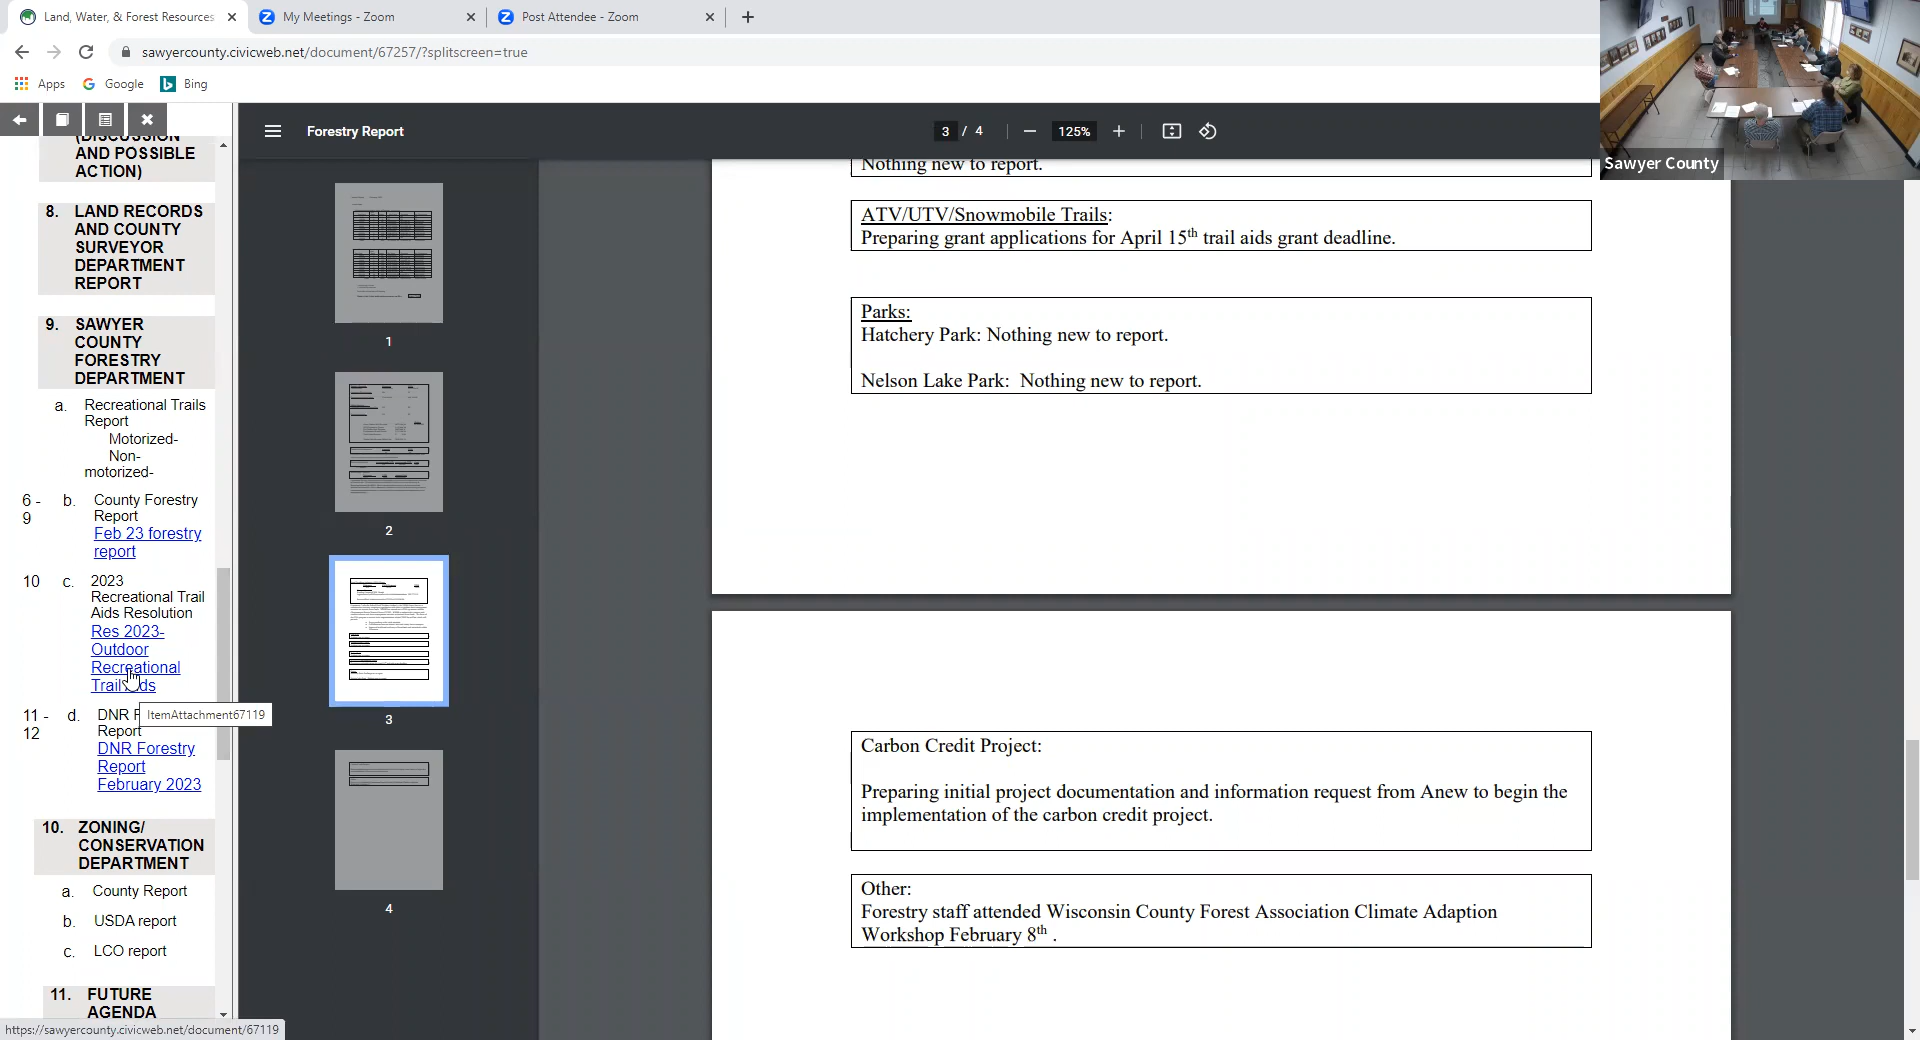 Land, Water, & Forest Resources
My Meetings - Zoom
Post Attendee - Zoom
sawyercounty.civicweb.net/document/67257/?splitscreen=true
Apps
Google
Bing
Sawyer County
(DISCUSSION
AND POSSIBLE
ACTION)
8. LAND RECORDS
AND COUNTY
SURVEYOR
DEPARTMENT
REPORT
9. SAWYER
COUNTY
FORESTRY
DEPARTMENT
a. Recreational Trails
Report
Motorized-
Non-
motorized-
6 - 9 b. County Forestry
Report
Feb 23 forestry
report
10 c. 2023
Recreational Trail
Aids Resolution
Res 2023-
Outdoor
Recreational
Trail ds
11 - 12 d. DNR F
Report
DNR Forestry
Report
February 2023
ItemAttachment67119
10. ZONING/
CONSERVATION
DEPARTMENT
a. County Report
b. USDA report
c. LCO report
11. FUTURE
AGENDA
https://sawyercounty.civicweb.net/document/67119
Forestry Report
3 / 4
125%
1
2
3
4
Nothing new to report.
ATV/UTV/Snowmobile Trails:
Preparing grant applications for April 15th trail aids grant deadline.
Parks:
Hatchery Park: Nothing new to report.
Nelson Lake Park: Nothing new to report.
Carbon Credit Project:
Preparing initial project documentation and information request from Anew to begin the
implementation of the carbon credit project.
Other:
Forestry staff attended Wisconsin County Forest Association Climate Adaption
Workshop February 8th .